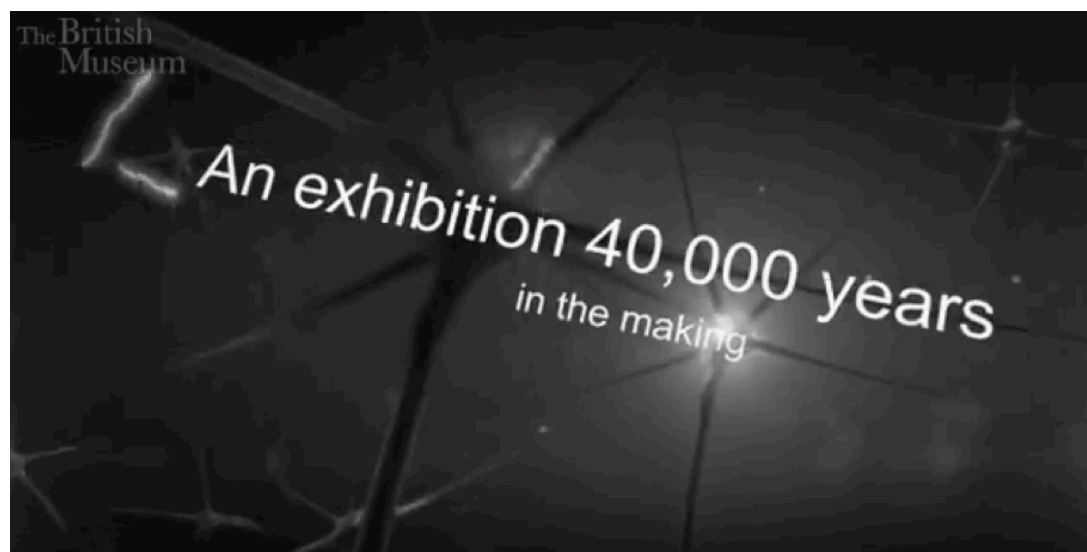 The British
Museum
An exhibition 40,000 years
in the making